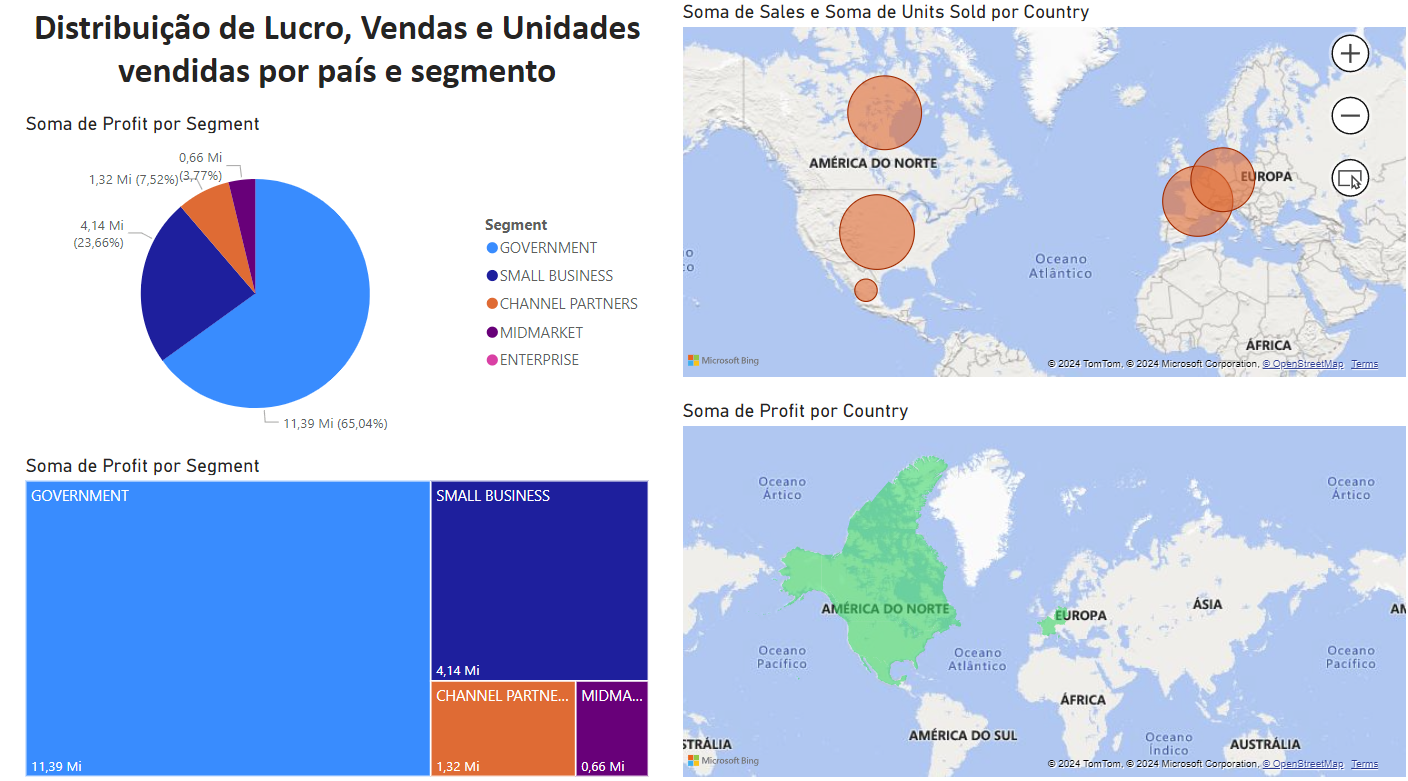 Distribuição de Lucro, Vendas e Unidades
vendidas por país e segmento
Soma de Profit por Segment
0,66 Mi
(3,77%)
1,32 Mi (7,52%)
4,14 Mi
(23,66%)
11,39 Mi (65,04%)
Segment
GOVERNMENT
SMALL BUSINESS
CHANNEL PARTNERS
MIDMARKET
ENTERPRISE
Soma de Profit por Segment
GOVERNMENT
11,39 Mi
SMALL BUSINESS
4,14 Mi
CHANNEL PARTNE...
1,32 Mi
MIDMA...
0,66 Mi
Soma de Sales e Soma de Units Sold por Country
AMÉRICA DO NORTE
EUROPA
Oceano
Atlântico
ÁFRICA
Microsoft Bing
© 2024 TomTom, © 2024 Microsoft Corporation, © OpenStreetMap Terms
Soma de Profit por Country
Oceano
Ártico
Oceano
Ártico
AMÉRICA DO NORTE
EUROPA
ÁSIA
AM
Oceano
Pacífico
Oceano
Atlântico
Oceano
Pacífico
ÁFRICA
AMÉRICA DO SUL
STRÁLIA
Oceano
Índico
AUSTRÁLIA
Microsoft Bing
© 2024 TomTom, © 2024 Microsoft Corporation, © OpenStreetMap Terms